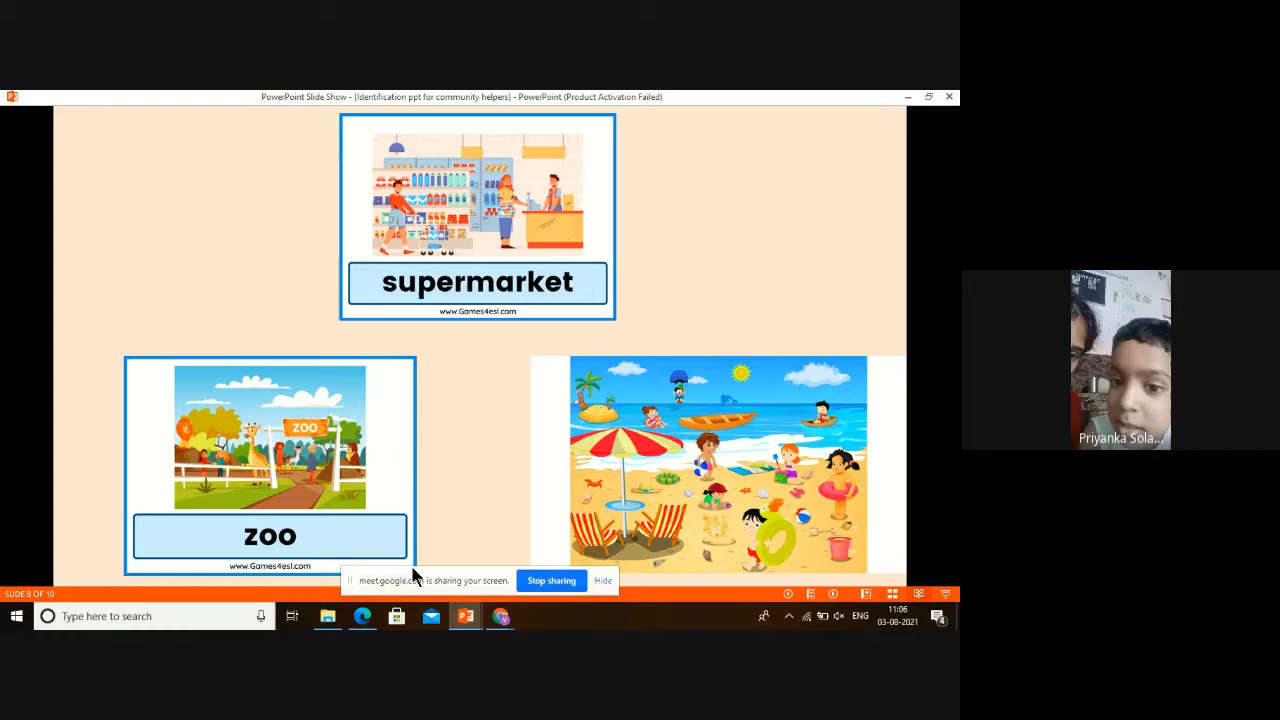 PowerPoint Slide Show - [Identification ppt for community helpers] - PowerPoint (Product Activation Failed)
supermarket
www.Games4esl.com
ZOO
zoo
www.Games4esl.com
meet.google.c is sharing your screen.
Stop sharing
Hide
Priyanka Sola...
SLIDE 8 OF 10
Type here to search
ENG
11:06
03-08-2021
4